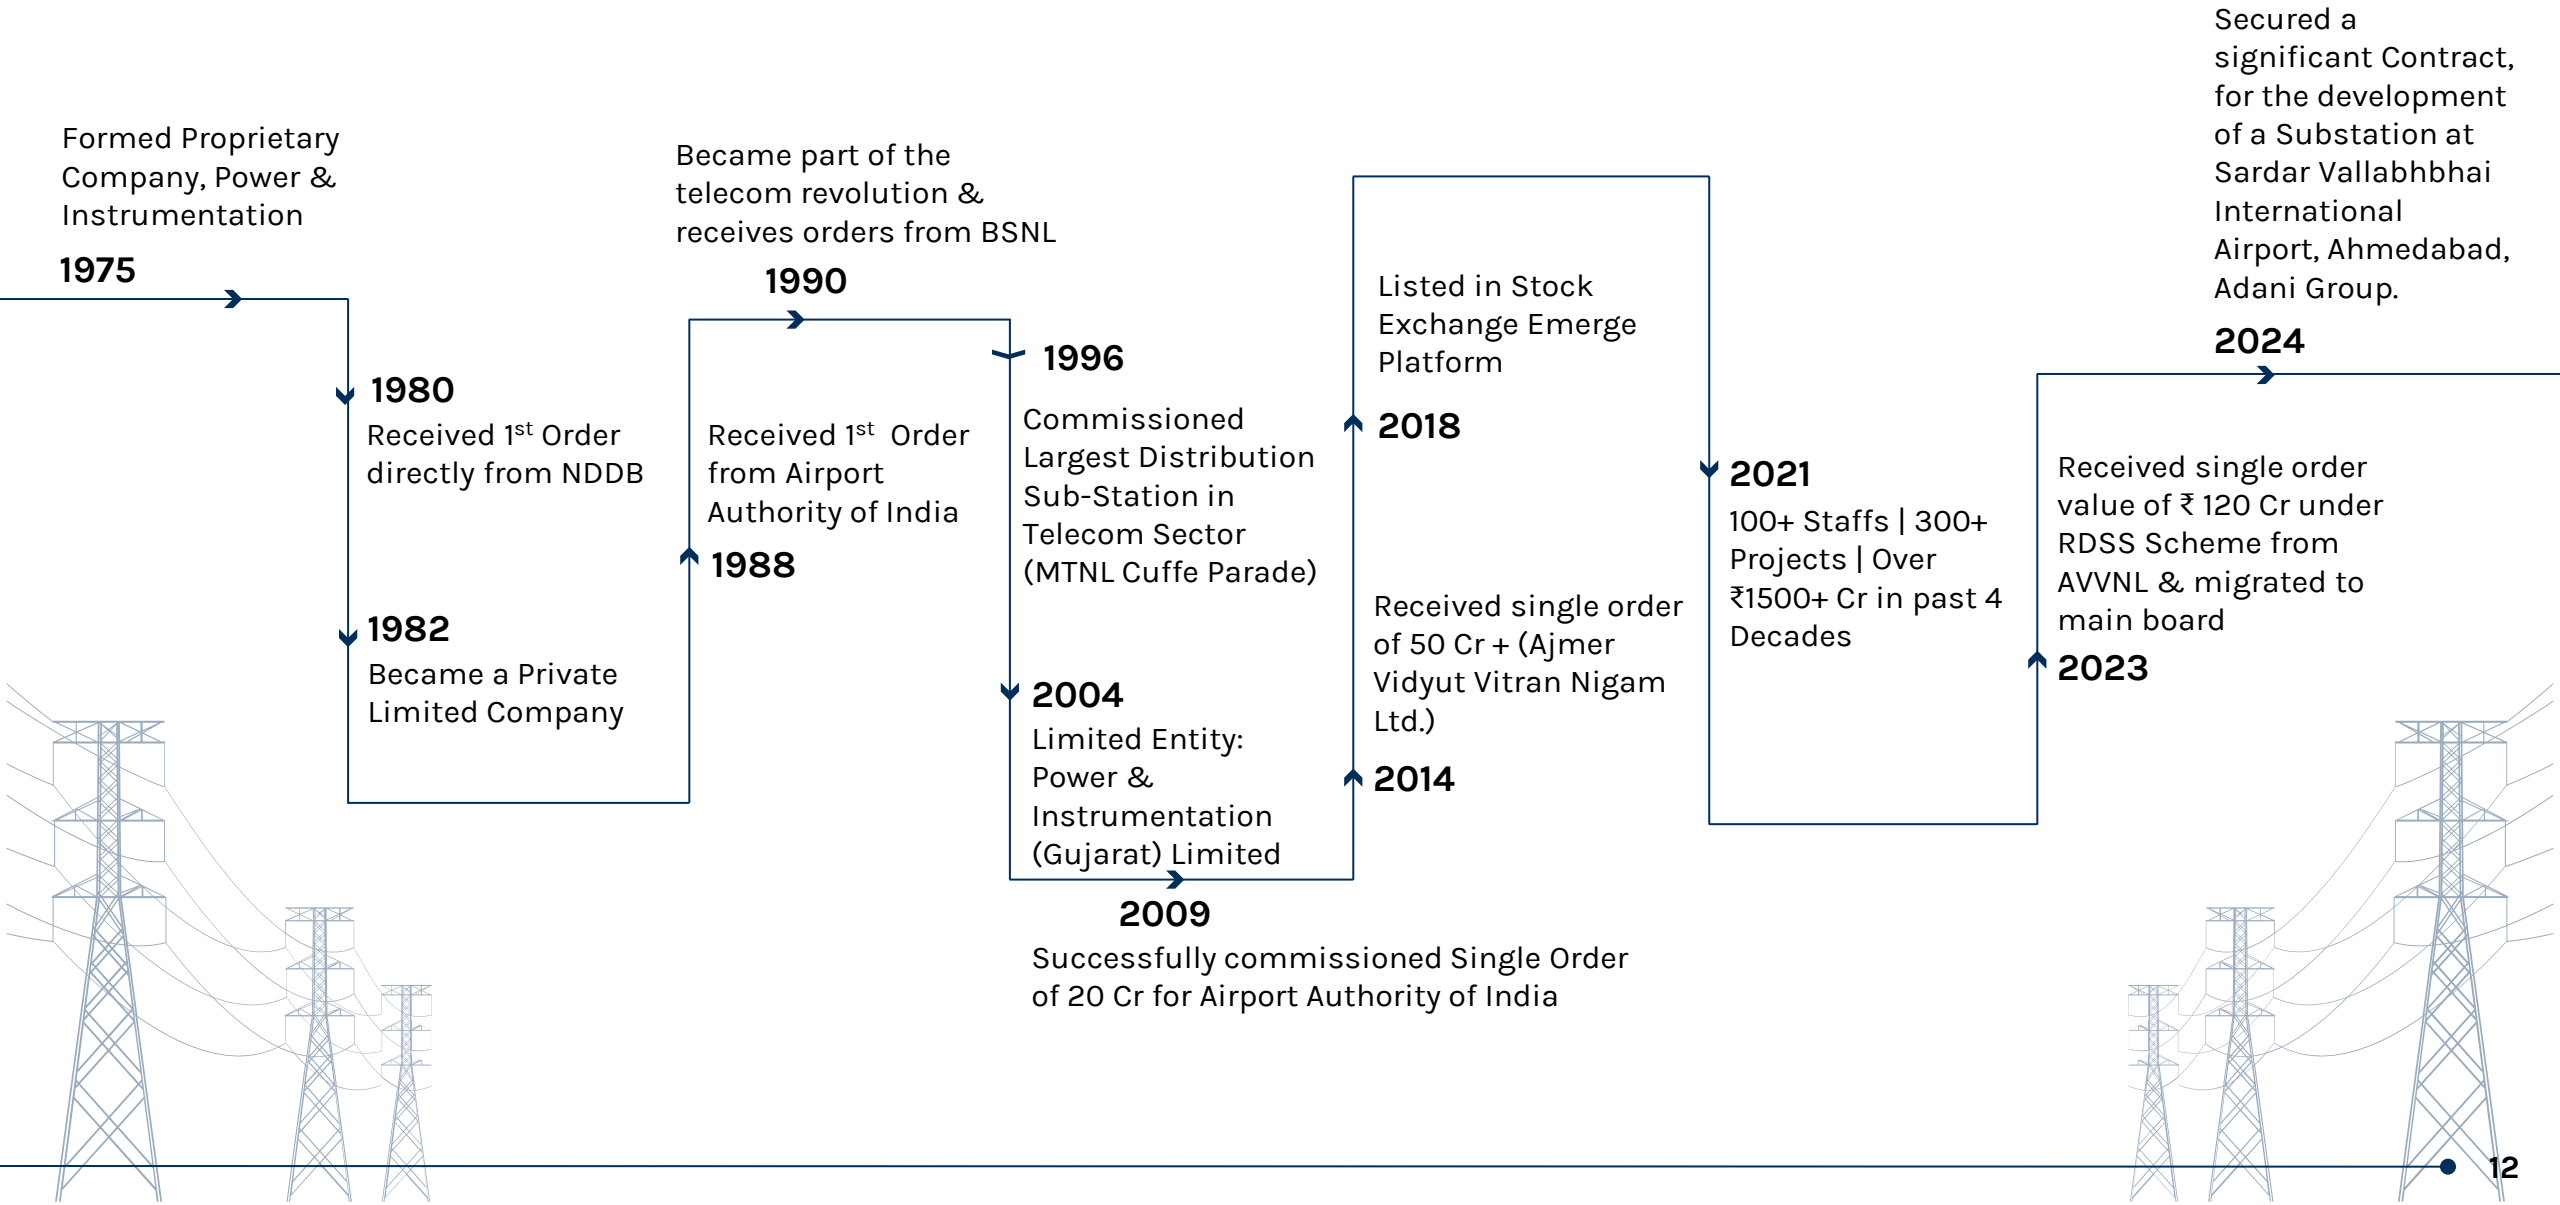 Formed Proprietary
Company, Power &
Instrumentation
1975
1980
Received 1st Order
directly from NDDB
1982
Became a Private
Limited Company
Received 1st  Order
from Airport
Authority of India
1988
Became part of the
telecom revolution &
receives orders from BSNL
1990
1996
Commissioned
Largest Distribution
Sub-Station in
Telecom Sector
(MTNL Cuffe Parade)
2004
Limited Entity:
Power &
Instrumentation
(Gujarat) Limited
2009
Successfully commissioned Single Order
of 20 Cr for Airport Authority of India
Received single order
of 50 Cr + (Ajmer
Vidyut Vitran Nigam
Ltd.)
2014
Listed in Stock
Exchange Emerge
Platform
2018
2021
100+ Staffs | 300+
Projects | Over
₹1500+ Cr in past 4
Decades
Received single order
value of ₹ 120 Cr under
RDSS Scheme from
AVVNL & migrated to
main board
2023
Secured a
significant Contract,
for the development
of a Substation at
Sardar Vallabhbhai
International
Airport, Ahmedabad,
Adani Group.
2024
12